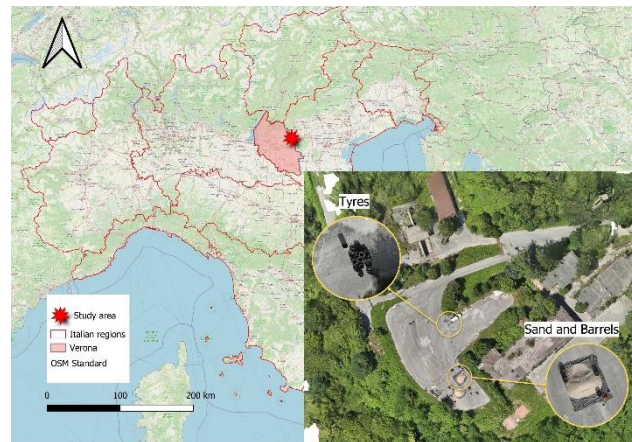 Tyres
Sand and Barrels
Study area
Italian regions
Verona
OSM Standard
0 100 200 km